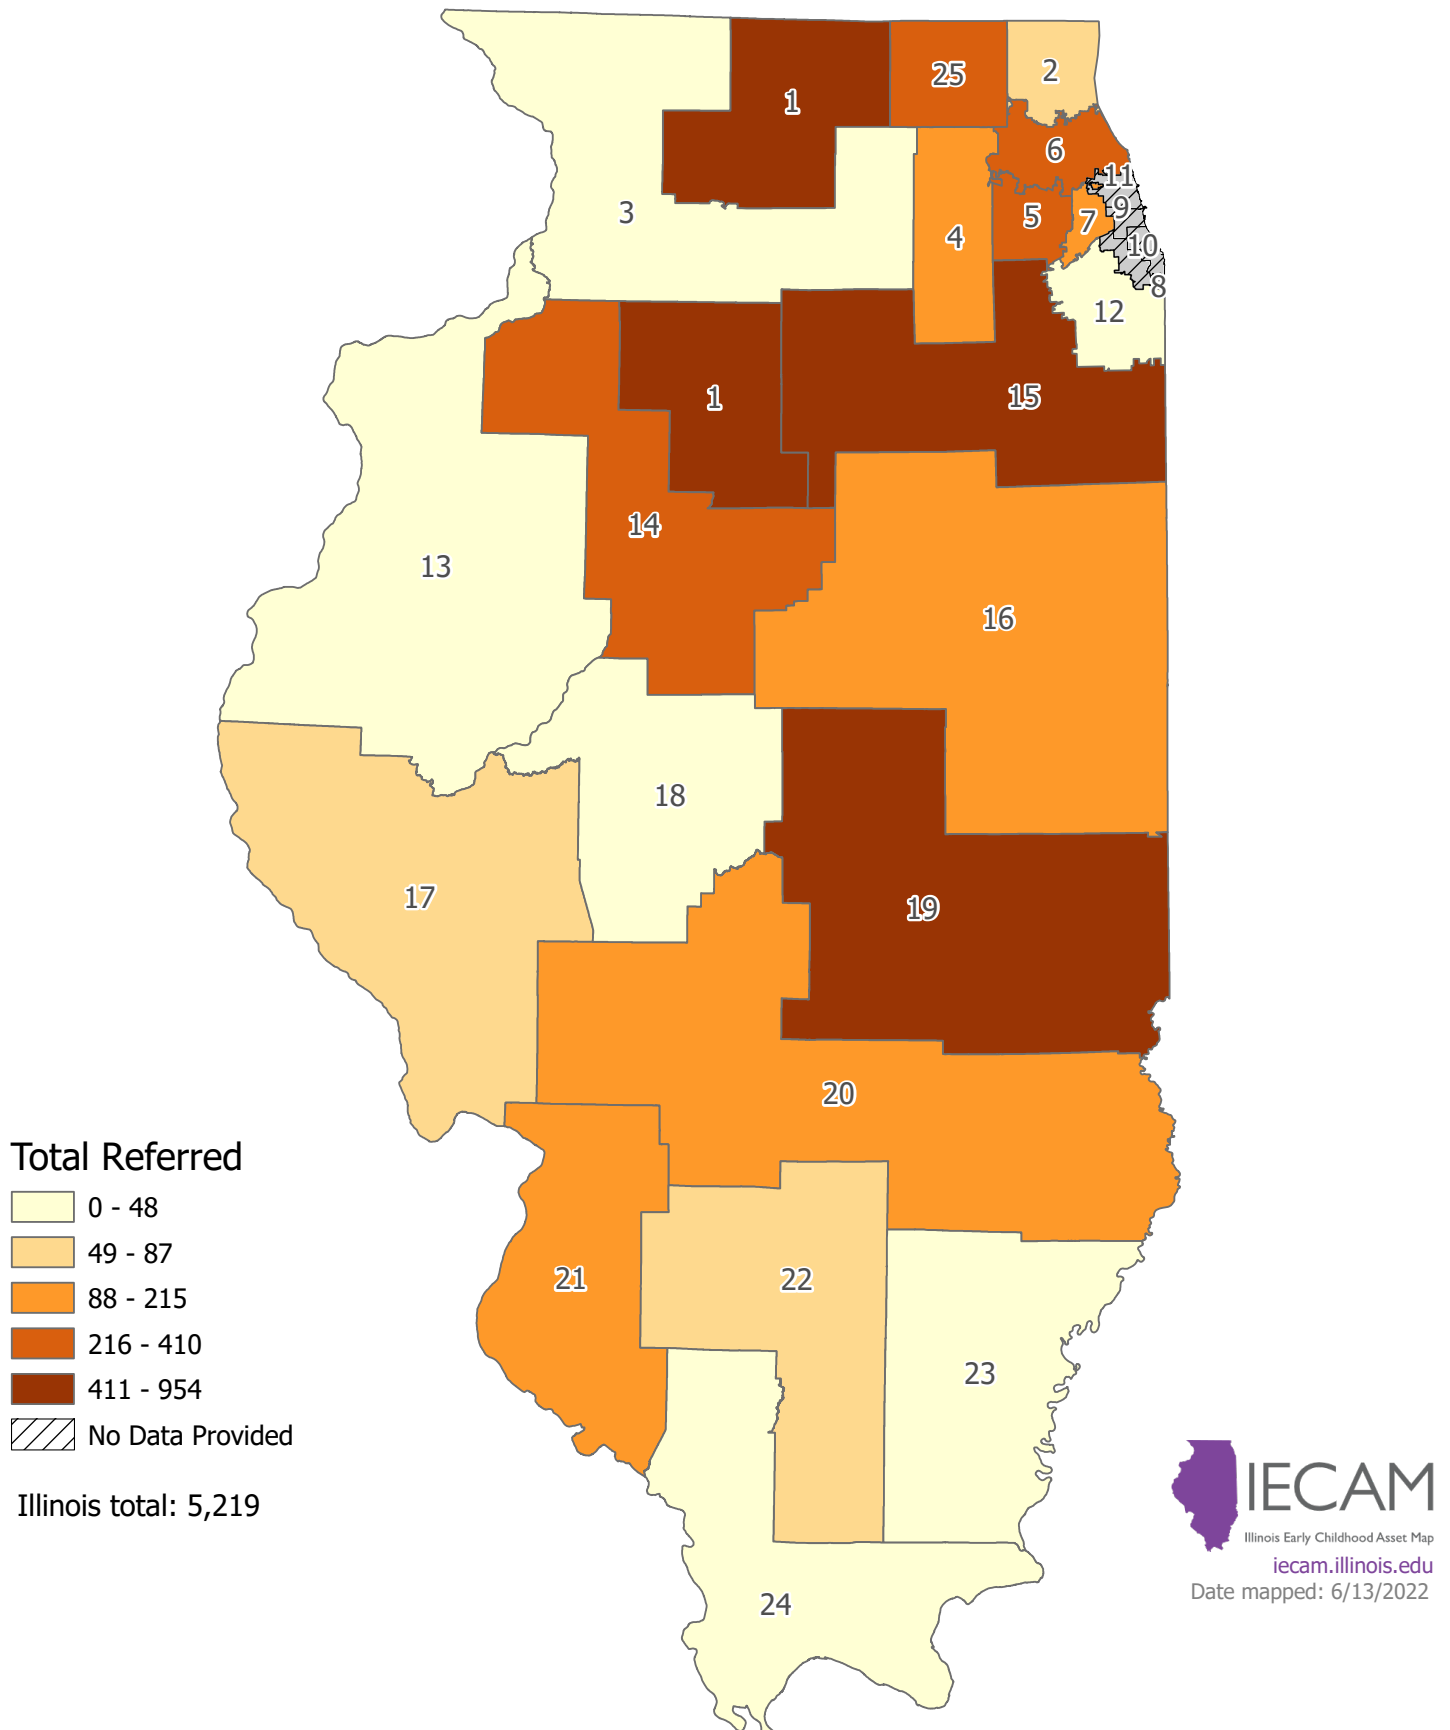 1
25
2
6
11
3
5
7
9
4
10
8
12
1
15
14
13
16
18
17
19
20
21
22
23
24
Total Referred
0 - 48
49 - 87
88 - 215
216 - 410
411 - 954
No Data Provided
Illinois total: 5,219
IECAM
Illinois Early Childhood Asset Map
iecam.illinois.edu
Date mapped: 6/13/2022